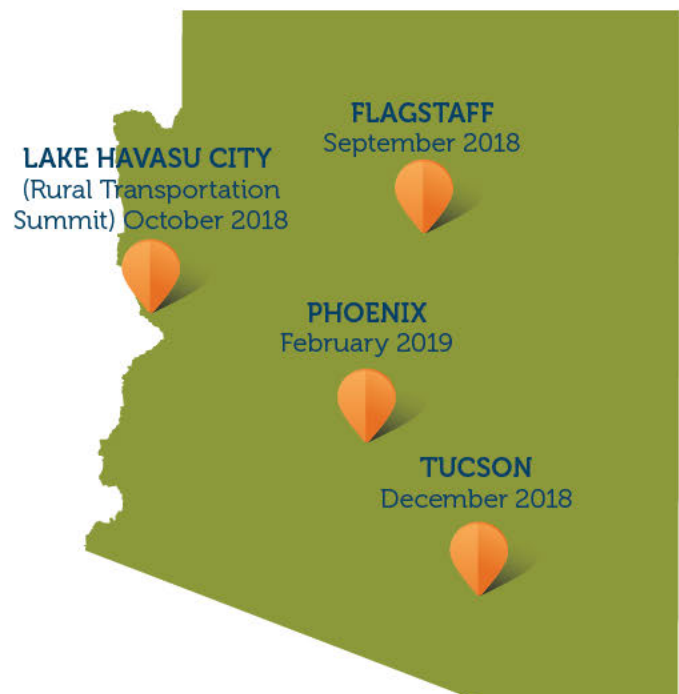 FLAGSTAFF
September 2018
LAKE HAVASU CITY
(Rural Transportation
Summit) October 2018
PHOENIX
February 2019
TUCSON
December 2018